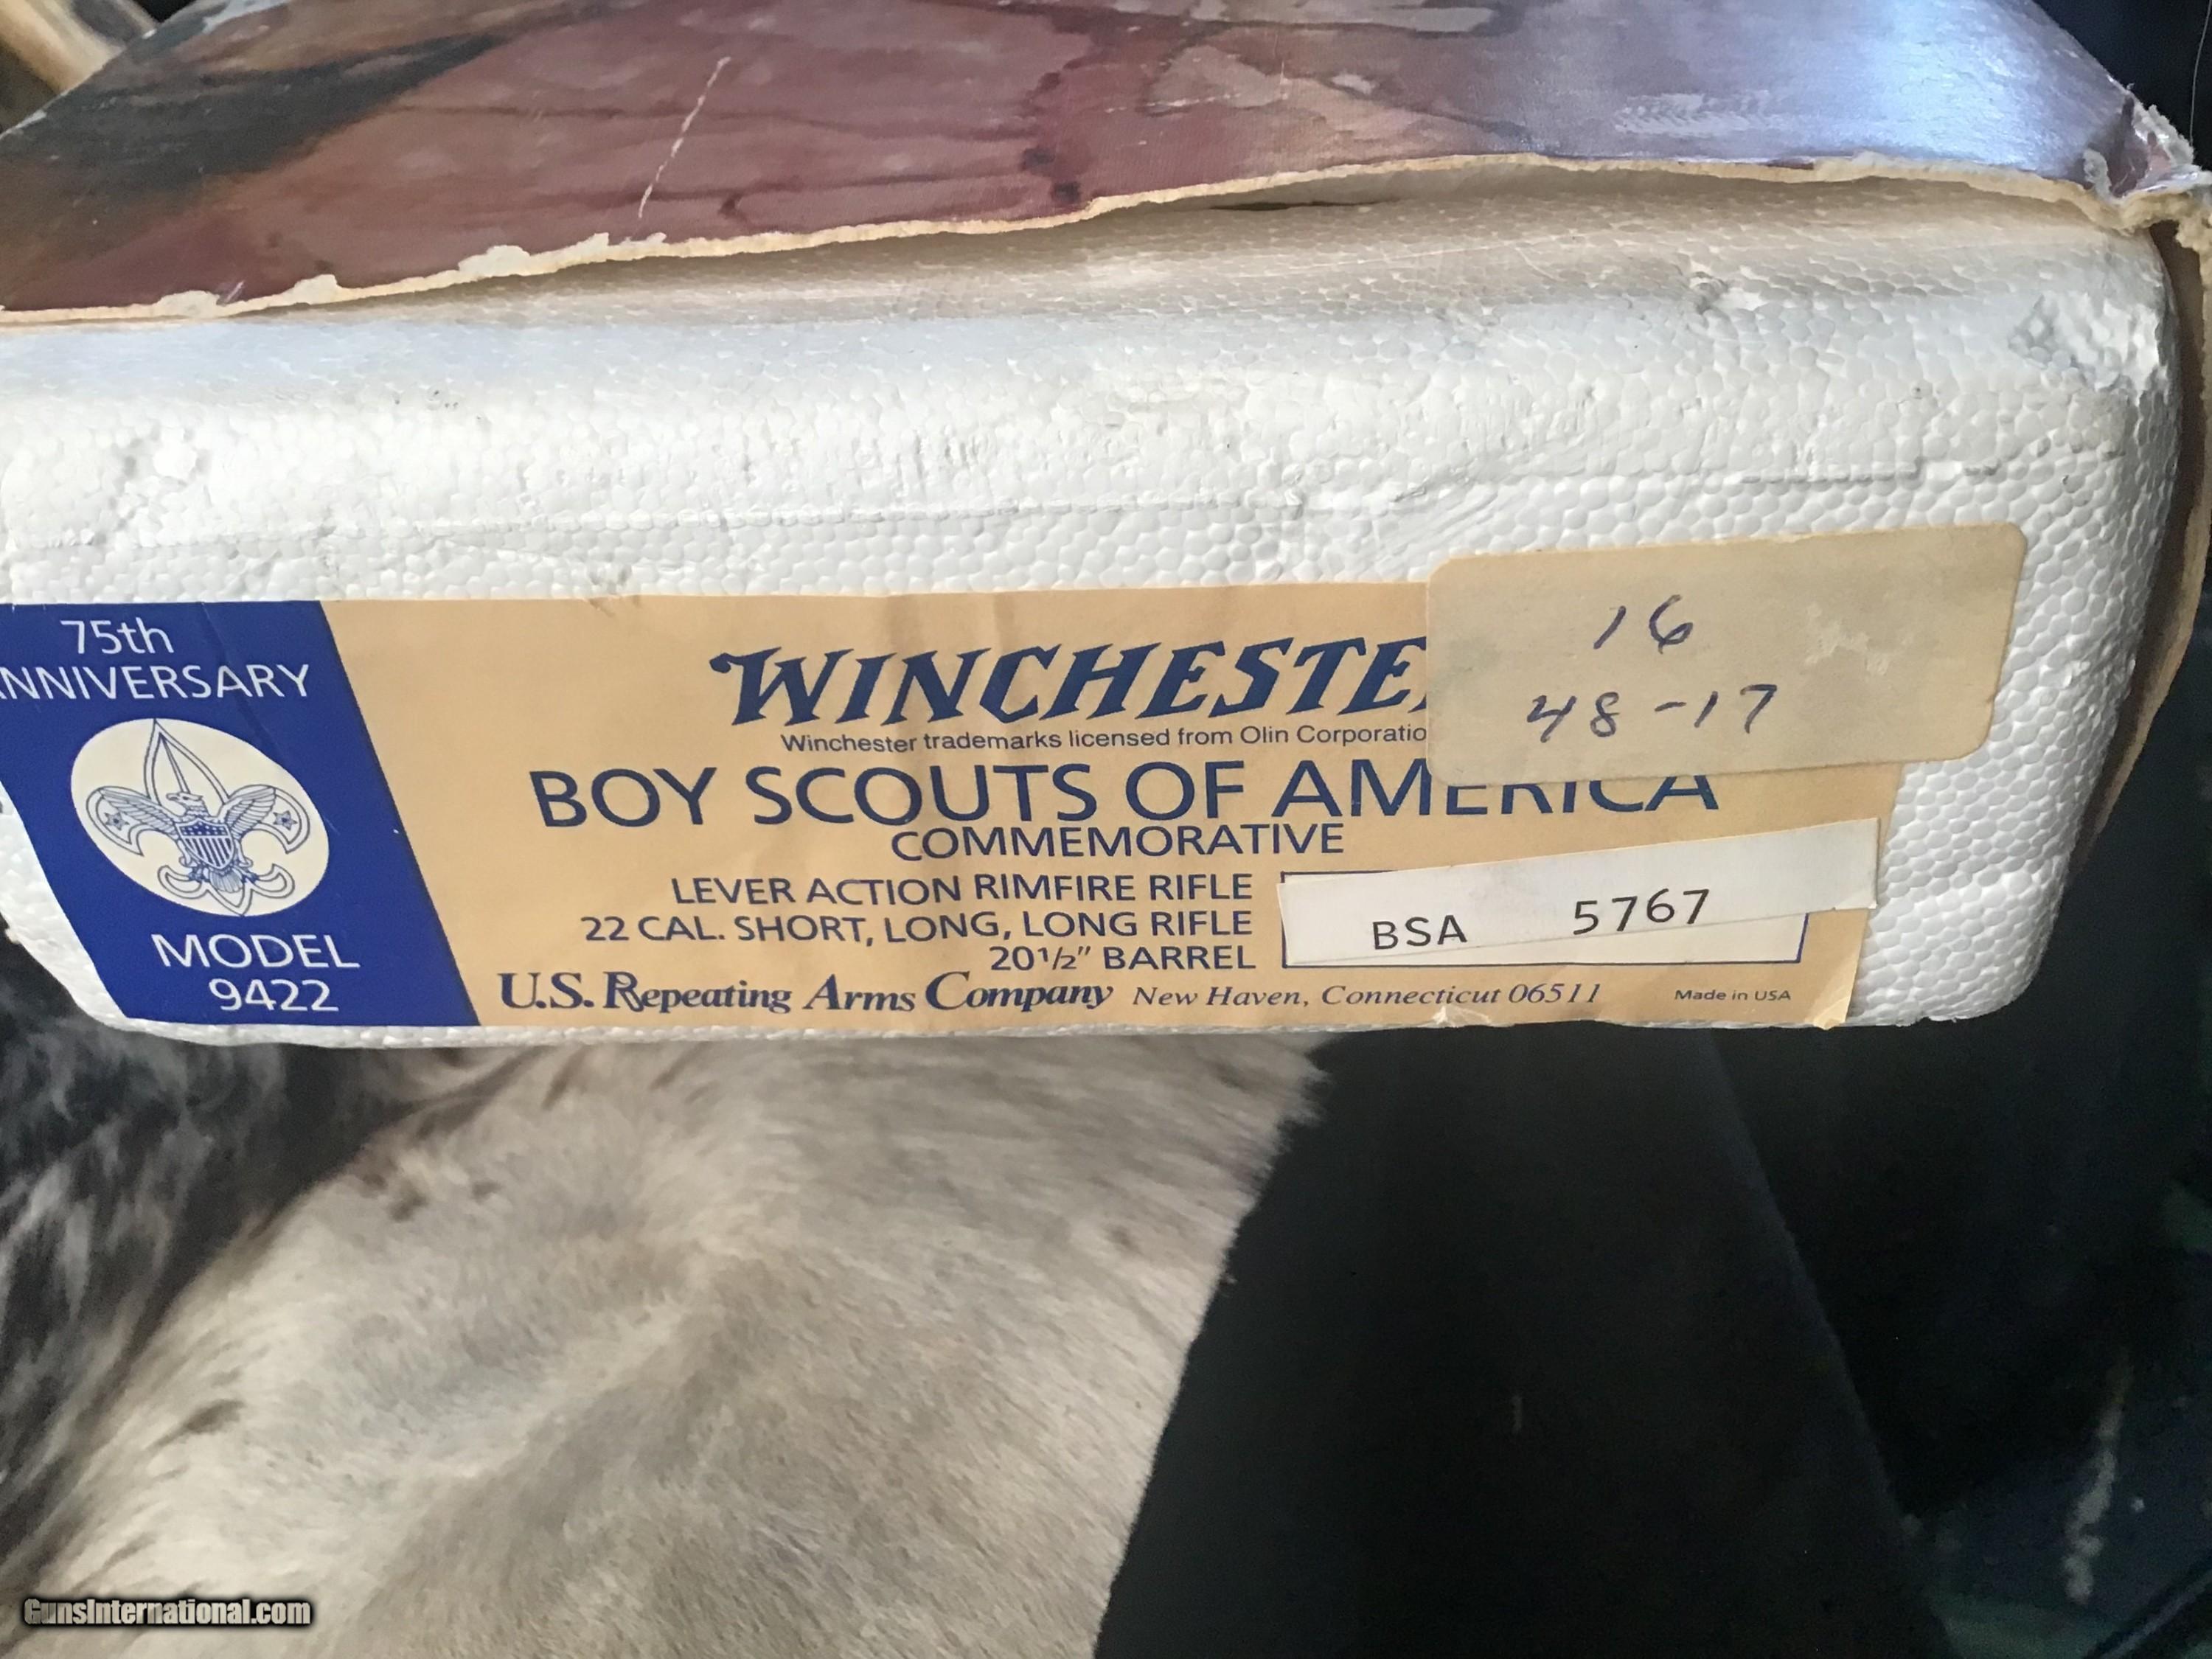 75th
NNIVERSARY
MODEL
9422
WINCHESTE
Winchester trademarks licensed from Olin Corporatio
BOY SCOUTS OF AMERICA
COMMEMORATIVE
LEVER ACTION RIMFIRE RIFLE
22 CAL. SHORT, LONG, LONG RIFLE
20½" BARREL
U.S. Repeating Arms Company New Haven, Connecticut 06511 Made in USA
16
48-17
BSA 5767
GunsInternational.com